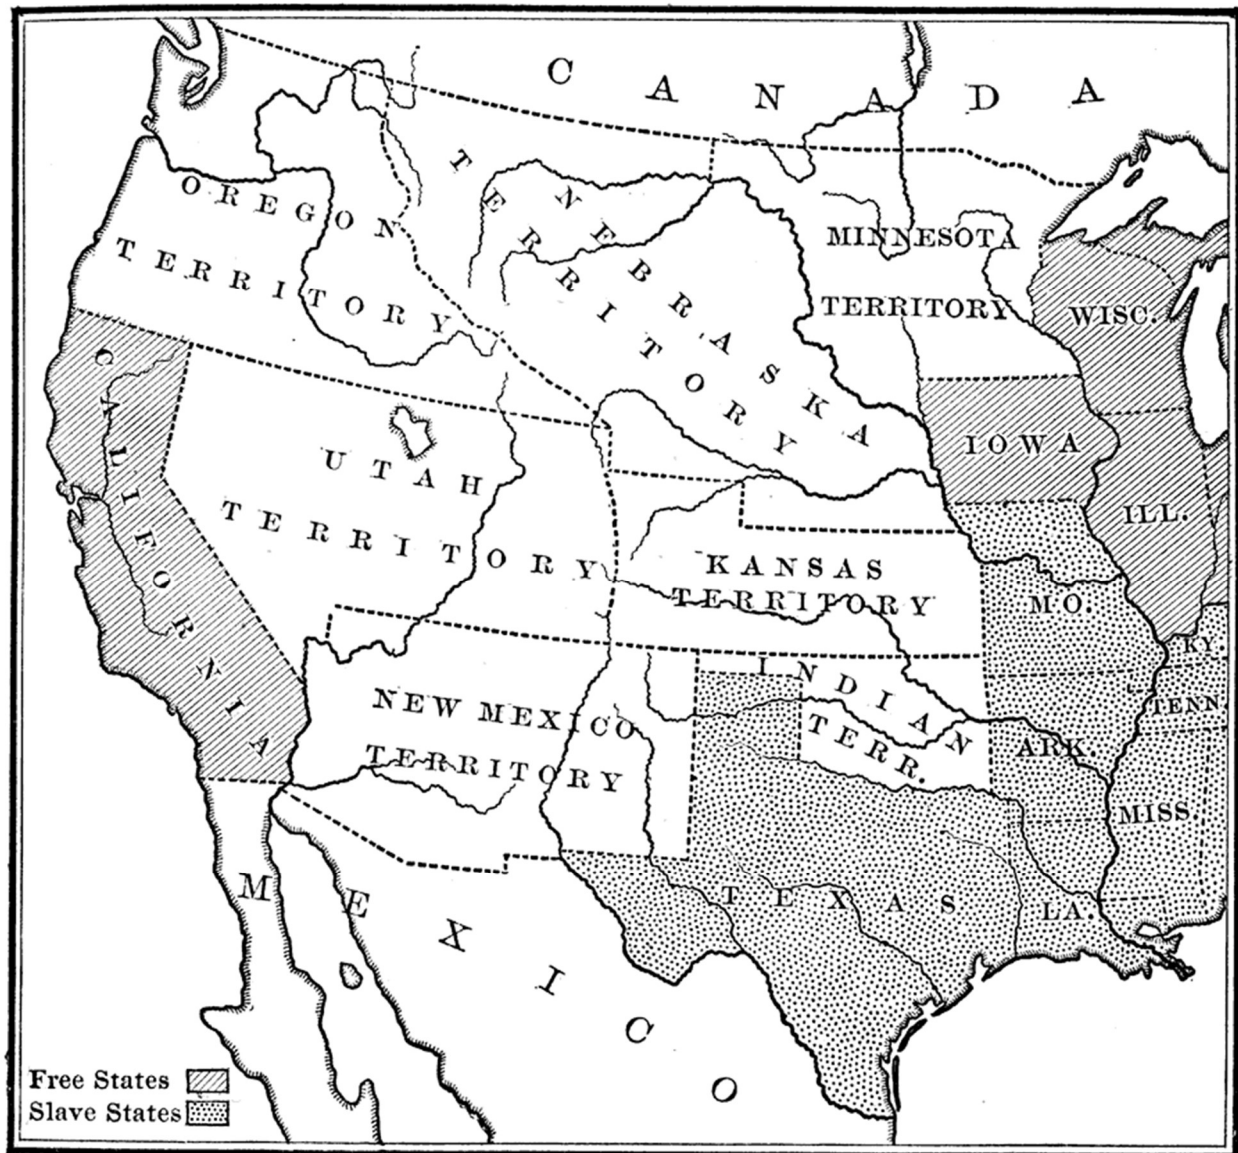 CANADA
OREGON
TERRITORY
NEBRASKA
TERRITORY
MINNESOTA
TERRITORY
WISC.
CALIFORNIA
UTAH
TERRITORY
IOWA
ILL.
KANSAS
TERRITORY
MO.
KY.
NEW MEXICO
TERRITORY
INDIAN
TERR.
TENN
ARK.
MISS.
TEXAS
LA.
MEXICO
Free States
Slave States